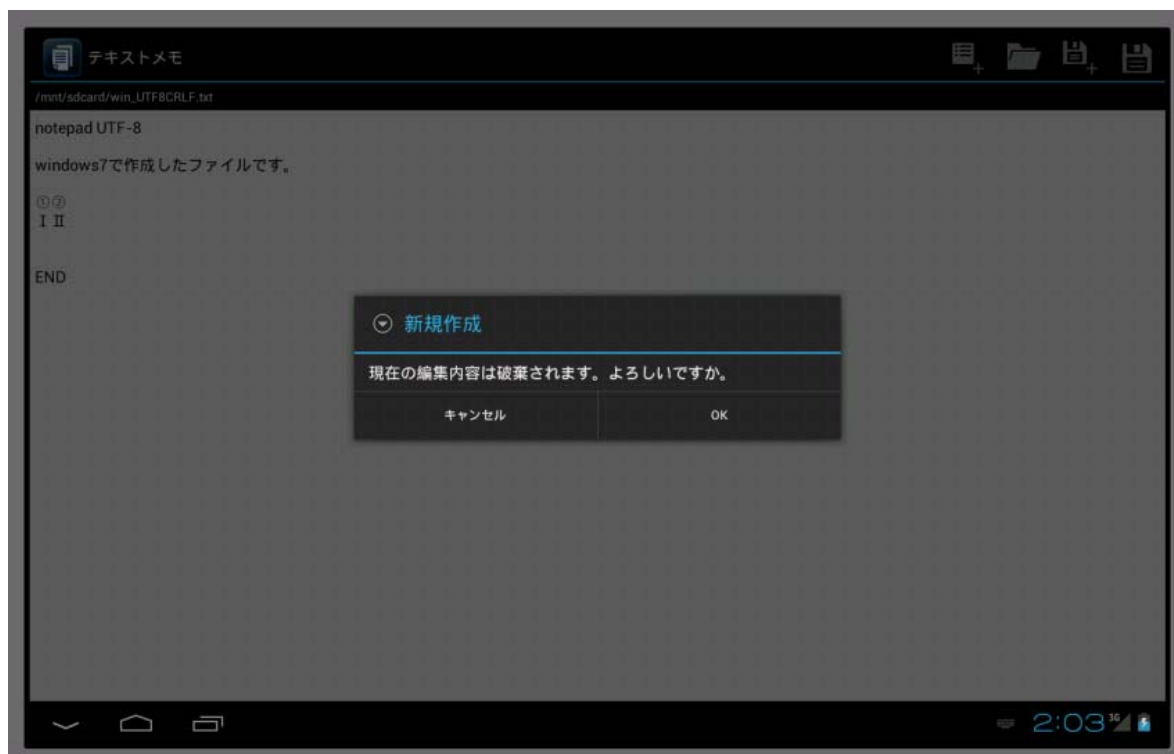 テキストメモ
/mnt/sdcard/win_UTF8CRLF.txt
notepad UTF-8
windows7で作成したファイルです。
①②
Ⅰ Ⅱ
END
新規作成
現在の編集内容は破棄されます。よろしいですか。
キャンセル OK
2:03 3G